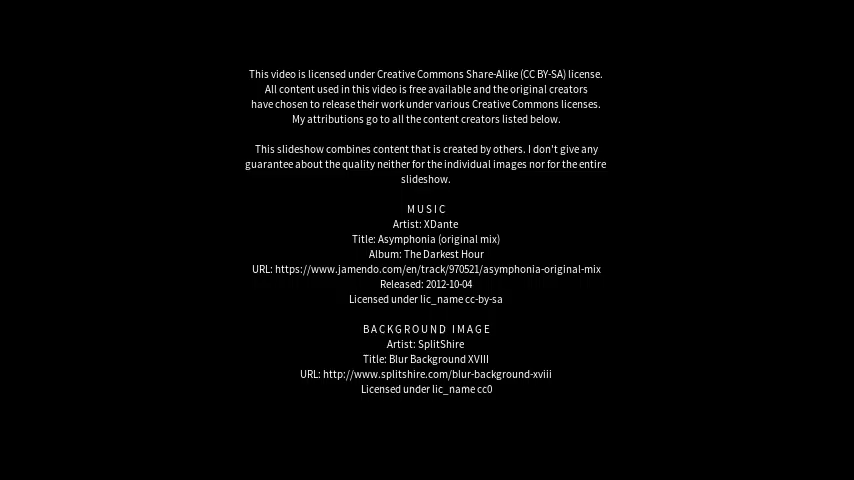 This video is licensed under Creative Commons Share-Alike (CC BY-SA) license.
All content used in this video is free available and the original creators
have chosen to release their work under various Creative Commons licenses.
My attributions go to all the content creators listed below.
This slideshow combines content that is created by others. I don't give any
guarantee about the quality neither for the individual images nor for the entire
slideshow.
MUSIC
Artist: XDante
Title: Asymphonia (original mix)
Album: The Darkest Hour
URL: https://www.jamendo.com/en/track/970521/asymphonia-original-mix
Released: 2012-10-04
Licensed under lic_name cc-by-sa
BACKGROUND IMAGE
Artist: SplitShire
Title: Blur Background XVIII
URL: http://www.splitshire.com/blur-background-xviii
Licensed under lic_name cc0